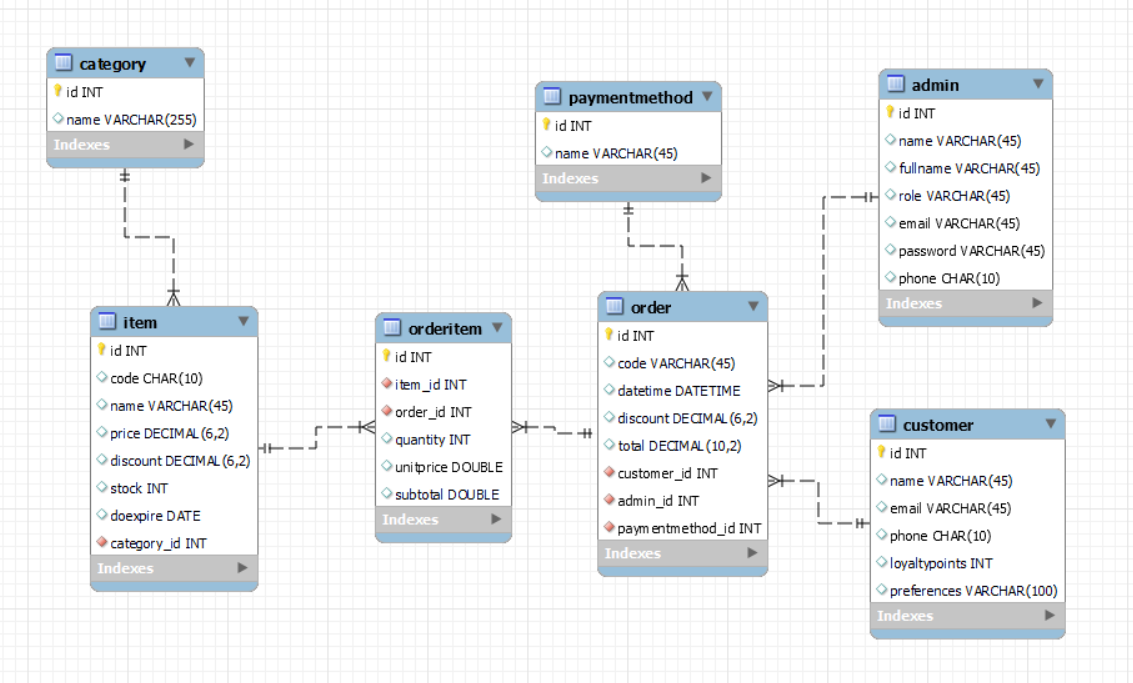 category
id INT
name VARCHAR(255)
Indexes
paymentmethod
id INT
name VARCHAR(45)
Indexes
admin
id INT
name VARCHAR(45)
fullname VARCHAR(45)
role VARCHAR(45)
email VARCHAR(45)
password VARCHAR(45)
phone CHAR(10)
Indexes
item
id INT
code CHAR(10)
name VARCHAR(45)
price DECIMAL(6,2)
discount DECIMAL(6,2)
stock INT
doexpire DATE
category_id INT
Indexes
orderitem
id INT
item_id INT
order_id INT
quantity INT
unitprice DOUBLE
subtotal DOUBLE
Indexes
order
id INT
code VARCHAR(45)
datetime DATETIME
discount DECIMAL(6,2)
total DECIMAL(10,2)
customer_id INT
admin_id INT
paymentmethod_id INT
Indexes
customer
id INT
name VARCHAR(45)
email VARCHAR(45)
phone CHAR(10)
loyaltypoints INT
preferences VARCHAR(100)
Indexes